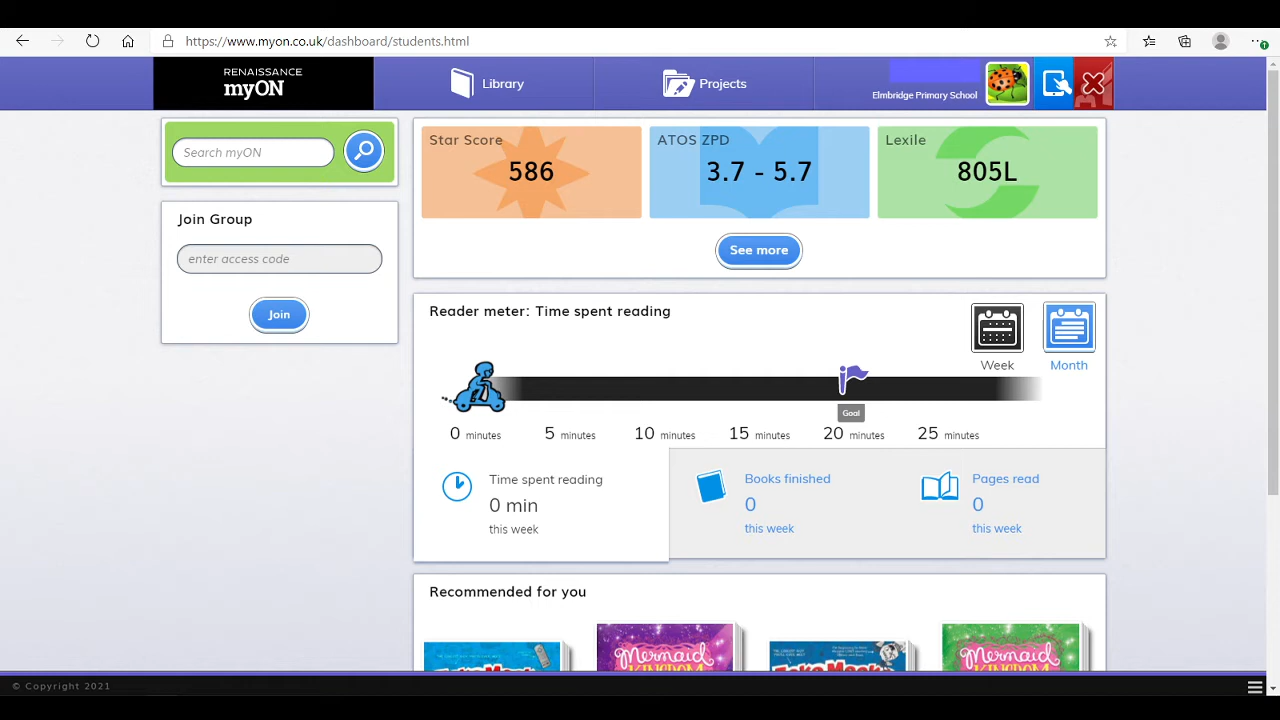 https://www.myon.co.uk/dashboard/students.html
RENAISSANCE
myON
Library
Projects
Elmbridge Primary School
Search myON
Join Group
enter access code
Join
Star Score
586
ATOS ZPD
3.7 - 5.7
Lexile
805L
See more
Reader meter: Time spent reading
Week
Month
Goal
0 minutes 5 minutes 10 minutes 15 minutes 20 minutes 25 minutes
Time spent reading
0 min
this week
Books finished
0
this week
Pages read
0
this week
Recommended for you
MERMAID
KINGDOM
MERMAID
KINGDOM
© Copyright 2021